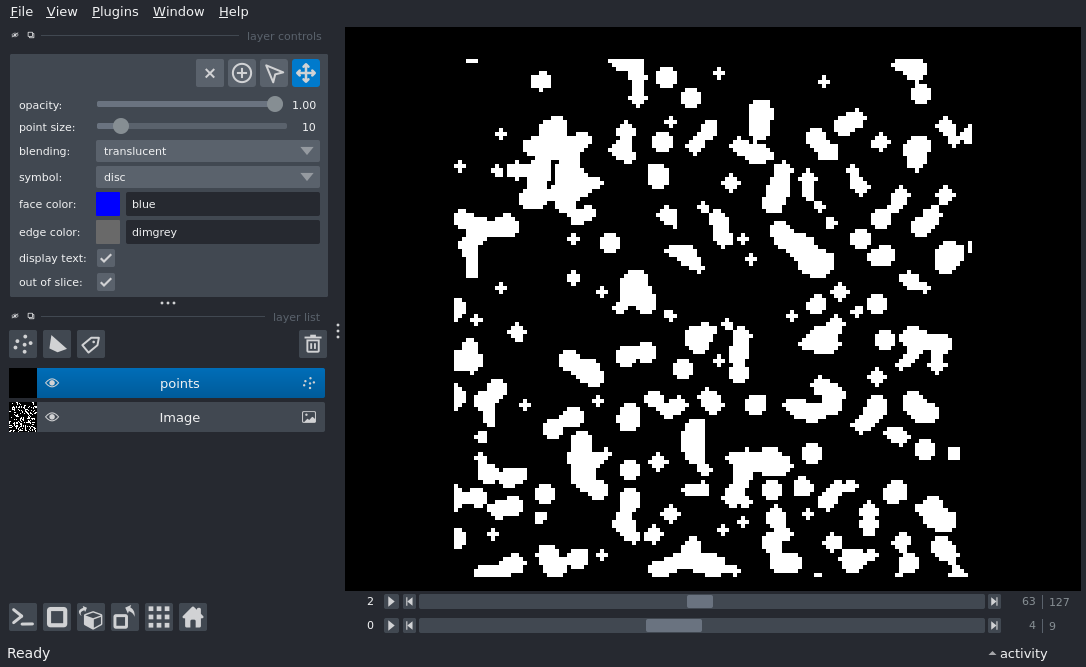 File View Plugins Window Help
layer controls
opacity: 1.00
point size: 10
blending: translucent
symbol: disc
face color: blue
edge color: dimgrey
display text:
out of slice:
layer list
points
Image
2 63 | 127
0 4 | 9
Ready activity